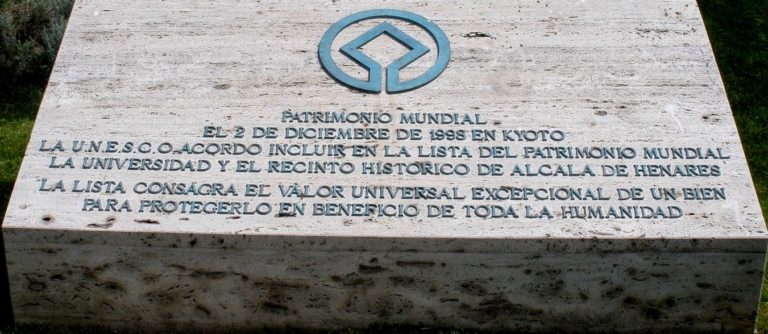 PATRIMONIO MUNDIAL
EL 2 DE DICIEMBRE DE 1998 EN KYOTO
LA U.N.E.S.C.O. ACORDO INCLUIR EN LA LISTA DEL PATRIMONIO MUNDIAL
LA UNIVERSIDAD Y EL RECINTO HISTORICO DE ALCALA DE HENARES
LA LISTA CONSAGRA EL VALOR UNIVERSAL EXCEPCIONAL DE UN BIEN
PARA PROTEGERLO EN BENEFICIO DE TODA LA HUMANIDAD